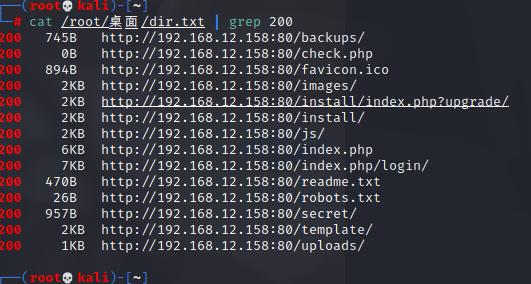 ┌──(root💀kali)-[~]
└─# cat /root/桌面/dir.txt | grep 200
200   745B   http://192.168.12.158:80/backups/
200     0B   http://192.168.12.158:80/check.php
200   894B   http://192.168.12.158:80/favicon.ico
200     2KB  http://192.168.12.158:80/images/
200     2KB  http://192.168.12.158:80/install/index.php?upgrade/
200     2KB  http://192.168.12.158:80/install/
200     2KB  http://192.168.12.158:80/js/
200     6KB  http://192.168.12.158:80/index.php
200     7KB  http://192.168.12.158:80/index.php/login/
200   470B   http://192.168.12.158:80/readme.txt
200    26B   http://192.168.12.158:80/robots.txt
200   957B   http://192.168.12.158:80/secret/
200     2KB  http://192.168.12.158:80/template/
200     1KB  http://192.168.12.158:80/uploads/
┌──(root💀kali)-[~]